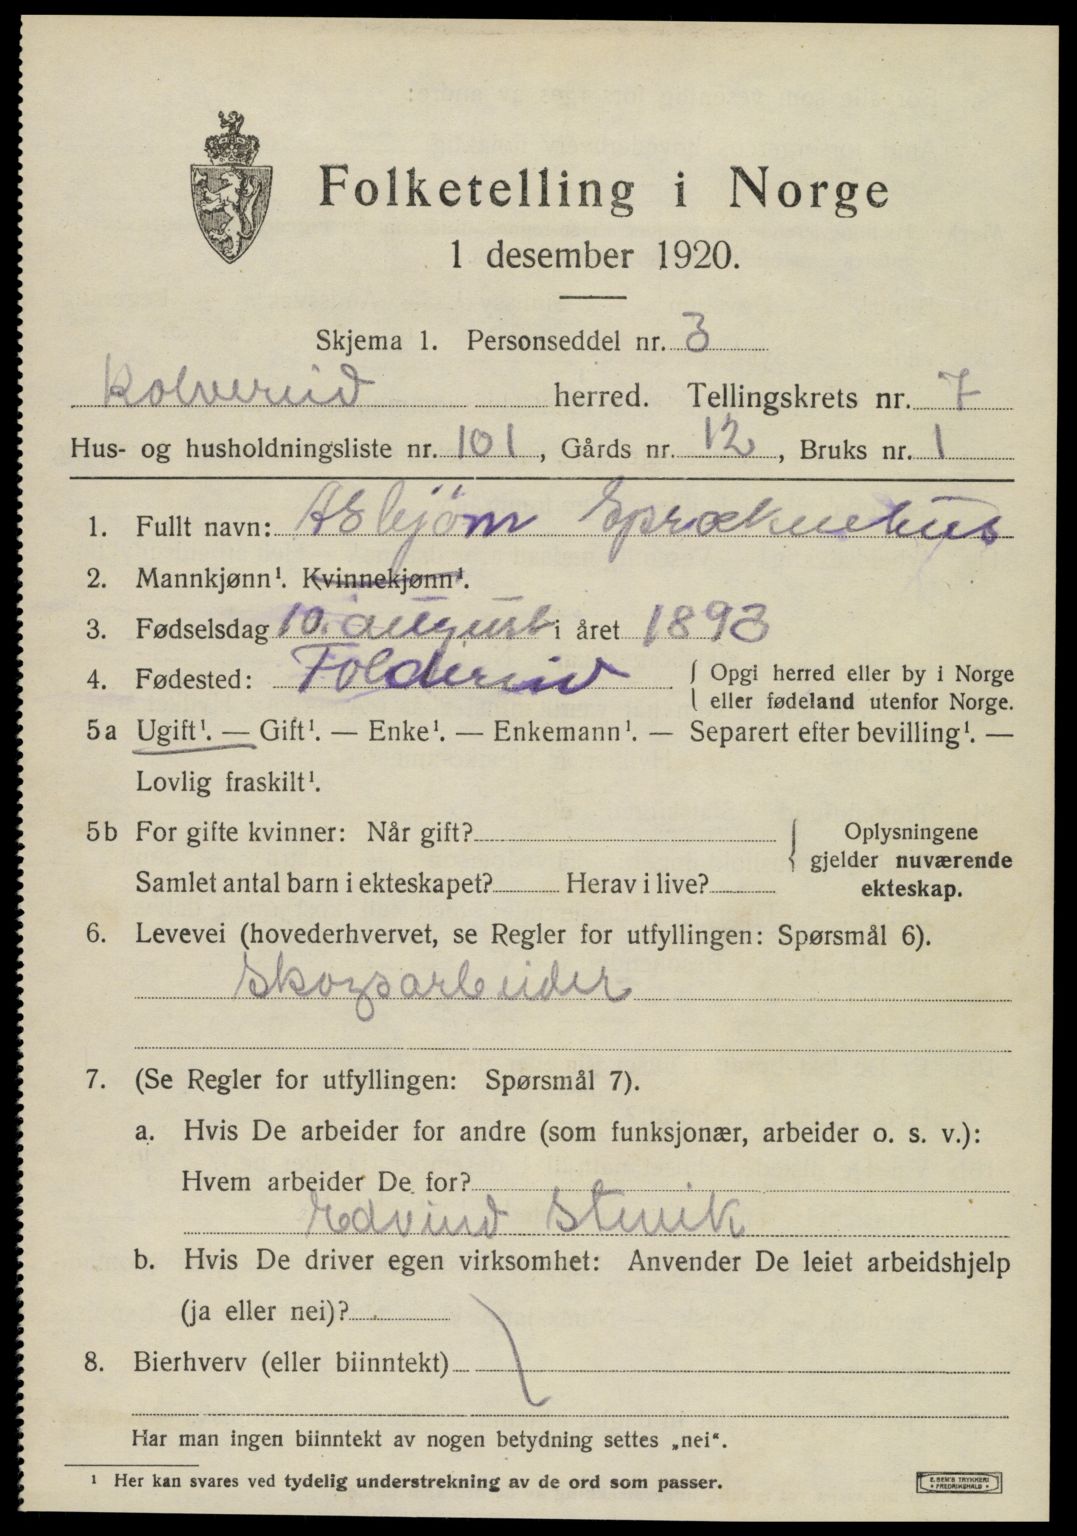 Folketelling i Norge
1 desember 1920.
Skjema 1. Personseddel nr. 3
Kolvereid herred. Tellingskrets nr. 7
Hus- og husholdningsliste nr. 101, Gårds nr. 12, Bruks nr. 1
1. Fullt navn: Asbjörn
2. Mannkjønn¹. Kvinnekjønn¹.
3. Fødselsdag 10. august i året 1893
4. Fødested: Foldereid { Opgi herred eller by i Norge
eller fødeland utenfor Norge.
5a Ugift¹. — Gift¹. — Enke¹. — Enkemann¹. — Separert efter bevilling¹. —
Lovlig fraskilt¹.
5b For gifte kvinner: Når gift?
Samlet antal barn i ekteskapet? Herav i live?
{ Oplysningene
gjelder nuværende
ekteskap.
6. Levevei (hovederhvervet, se Regler for utfyllingen: Spørsmål 6).
Skogsarbeider
7. (Se Regler for utfyllingen: Spørsmål 7).
a. Hvis De arbeider for andre (som funksjonær, arbeider o. s. v.):
Hvem arbeider De for?
Edvind
b. Hvis De driver egen virksomhet: Anvender De leiet arbeidshjelp
(ja eller nei)?
8. Bierhverv (eller biinntekt)
Har man ingen biinntekt av nogen betydning settes „nei".
¹ Her kan svares ved tydelig understrekning av de ord som passer.
E. SEM'S TRYKKERI
• FREDRIKSHALD •